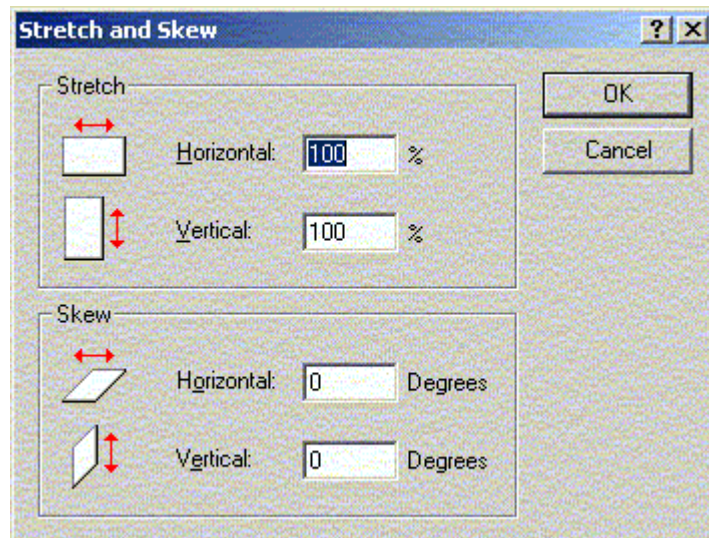 Stretch and Skew
Stretch
Horizontal: 100 %
Vertical: 100 %
OK
Cancel
Skew
Horizontal: 0 Degrees
Vertical: 0 Degrees